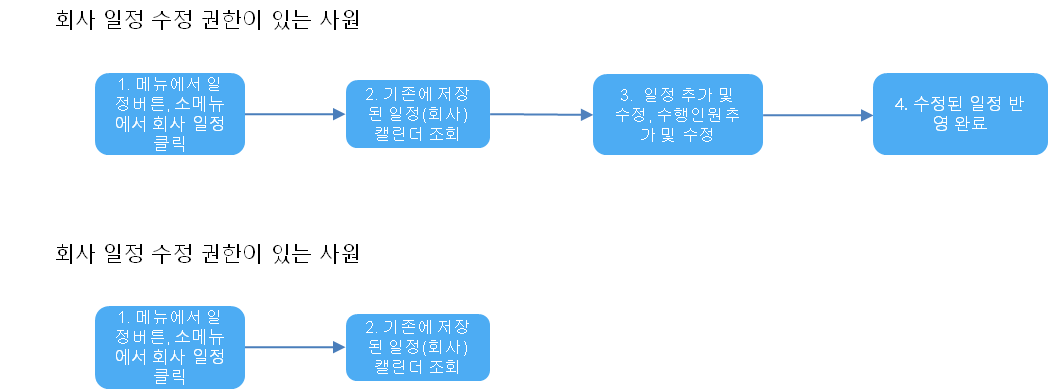 회사 일정 수정 권한이 있는 사원
1. 메뉴에서 일
정버튼, 소메뉴
에서 회사 일정
클릭
2. 기존에 저장
된 일정(회사)
캘린더 조회
3. 일정 추가 및
수정, 수행인원 추
가 및 수정
4. 수정된 일정 반
영 완료
회사 일정 수정 권한이 있는 사원
1. 메뉴에서 일
정버튼, 소메뉴
에서 회사 일정
클릭
2. 기존에 저장
된 일정(회사)
캘린더 조회